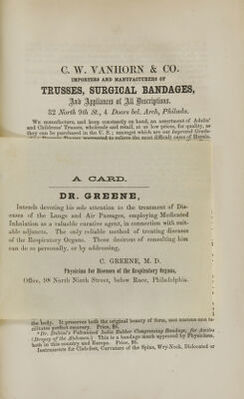 C. W. VANHORN & CO.
IMPORTERS AND MANUFACTURERS OF
TRUSSES, SURGICAL BANDAGES,
And Appliances of All Descriptions.
32 North 9th St., 4 Doors bel. Arch, Philada.
We manufacture, and keep constantly on hand, an assortment of Adults'
and Childrens' Trusses, wholesale and retail, at as low prices, for quality, as
they can be purchased in the U. S.; amongst which are our Improved
A CARD.
DR. GREENE,
Intends devoting his sole attention to the treatment of Dis-
eases of the Lungs and Air Passages, employing Medicated
Inhalation as a valuable curative agent, in connection with suit-
able adjuncts. The only reliable method of treating diseases
of the Respiratory Organs. Those desirous of consulting him
can do so personally, or by addressing,
C. GREENE, M. D.
Physician for Diseases of the Respiratory Organs,
Office, North Ninth Street, below Race, Philadelphia.
the body. It preserves both the original beauty of form, and
perfect recovery. Price, $6.
Vulcanized India Rubber Compressing Bandage, for Ascites
(Dropsy of the Abdomen.) This is a bandage much approved by Physicians,
both in this country and Europe. Price, $6.
Instruments for Clubfeet, Curvature of the Spine, Wry Neck, Dislocated or